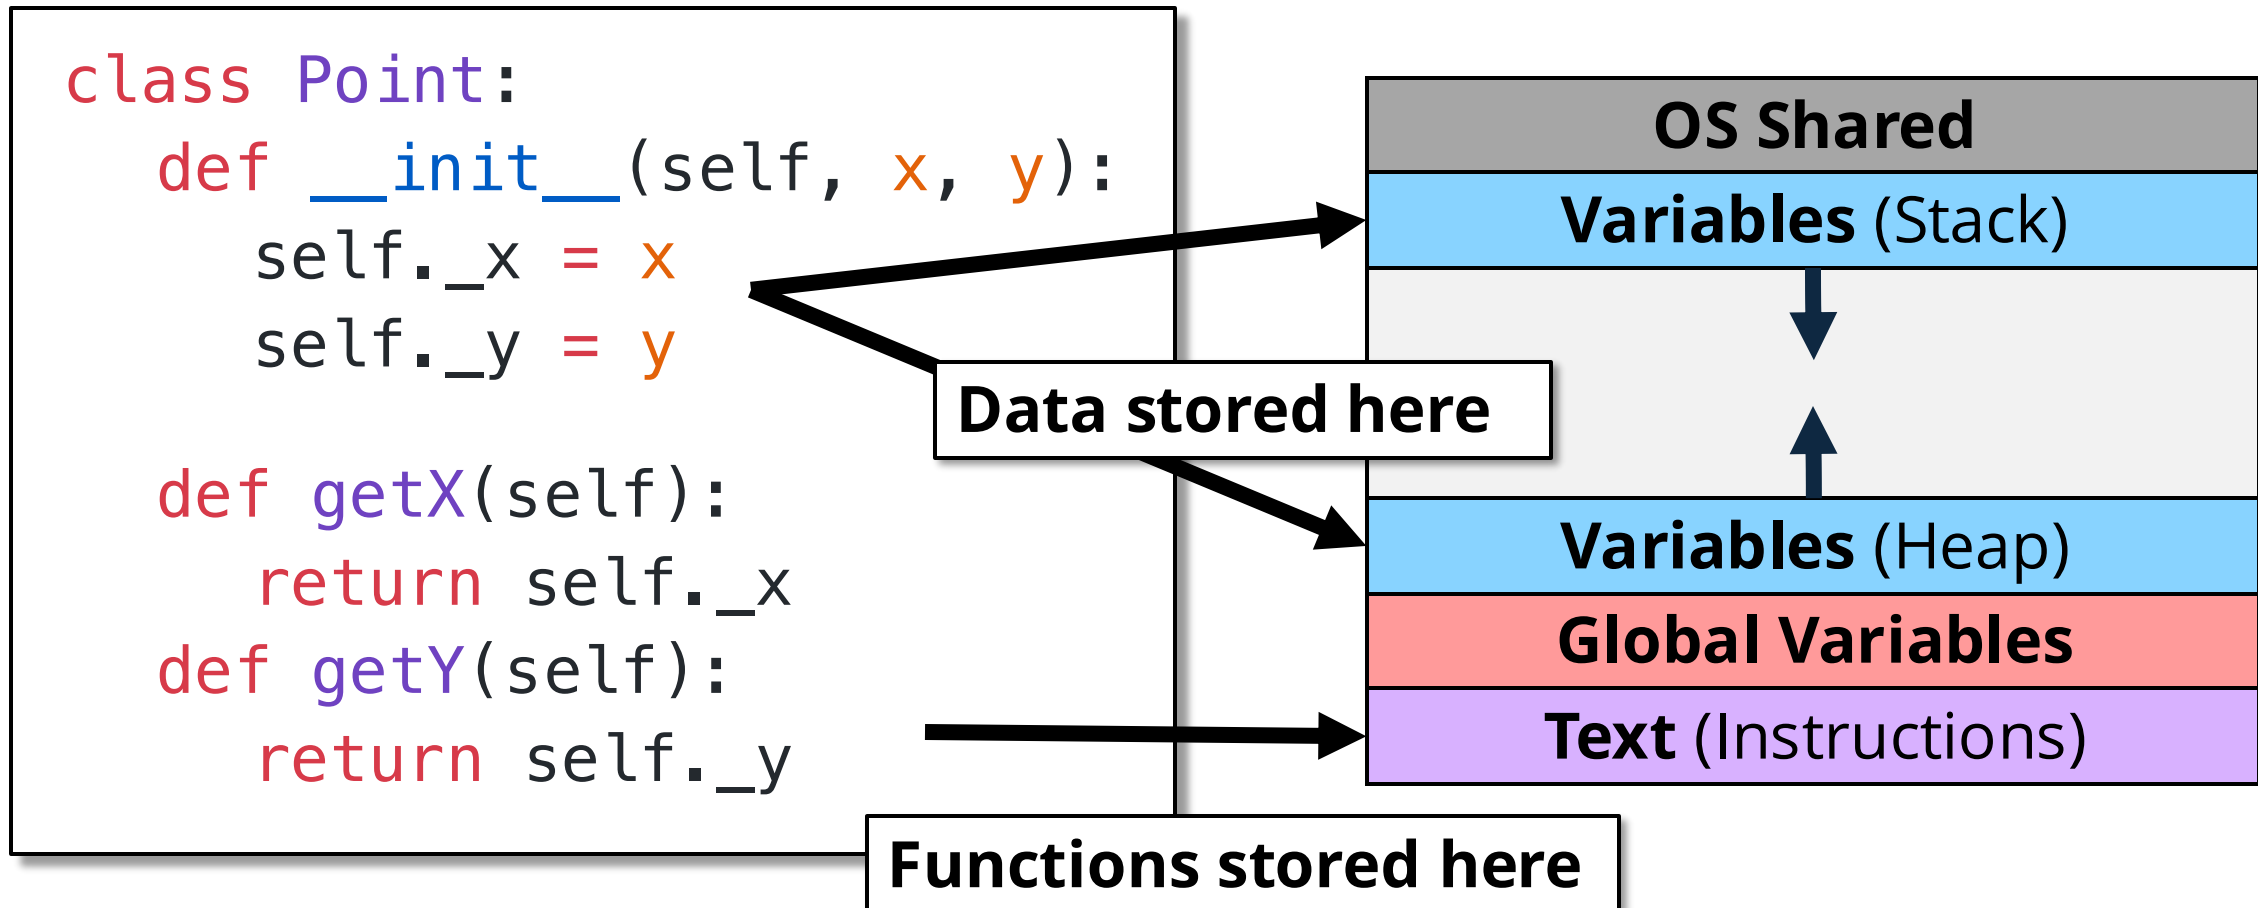 class Point:
def __init__(self, x, y):
self._x = x
self._y = y
def getX(self):
return self._x
def getY(self):
return self._y
Data stored here
Functions stored here
OS Shared
Variables (Stack)
Variables (Heap)
Global Variables
Text (Instructions)